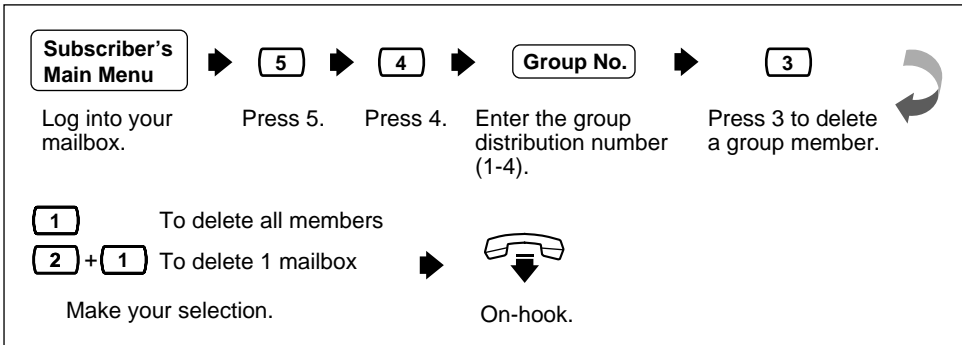 Subscriber's
Main Menu
5
4
Group No.
3
Log into your
mailbox.
Press 5.
Press 4.
Enter the group
distribution number
(1-4).
Press 3 to delete
a group member.
1 To delete all members
2 + 1 To delete 1 mailbox
Make your selection.
On-hook.